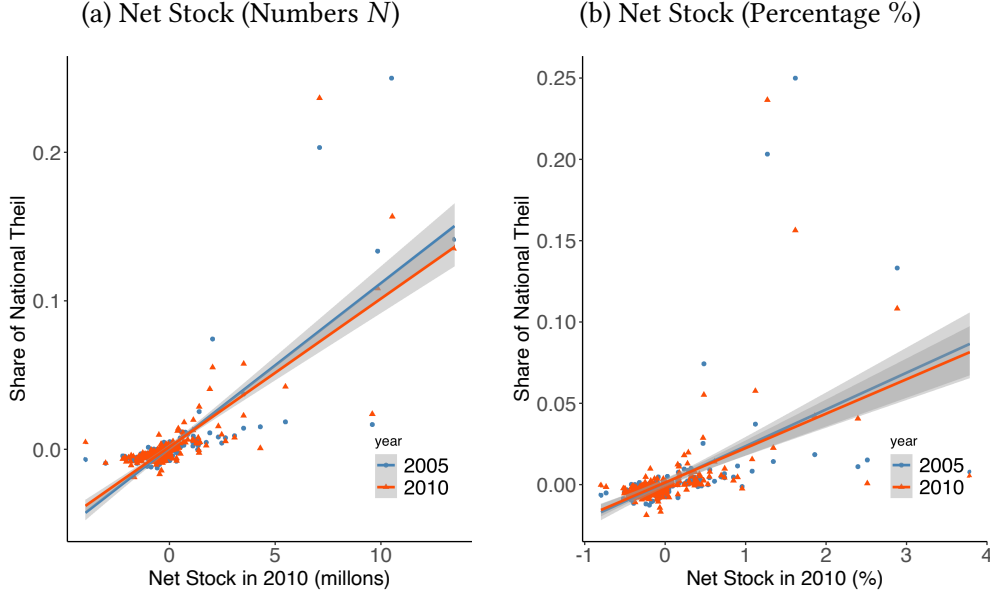 (a) Net Stock (Numbers N)
Share of National Theil
0.2
0.1
0.0
year
2005
2010
0
5
10
Net Stock in 2010 (millons)
(b) Net Stock (Percentage %)
Share of National Theil
0.25
0.20
0.15
0.10
0.05
0.00
year
2005
2010
-1
0
1
2
3
4
Net Stock in 2010 (%)